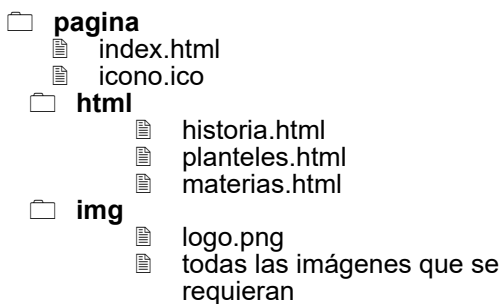 pagina
index.html
icono.ico
html
historia.html
planteles.html
materias.html
img
logo.png
todas las imágenes que se
requieran